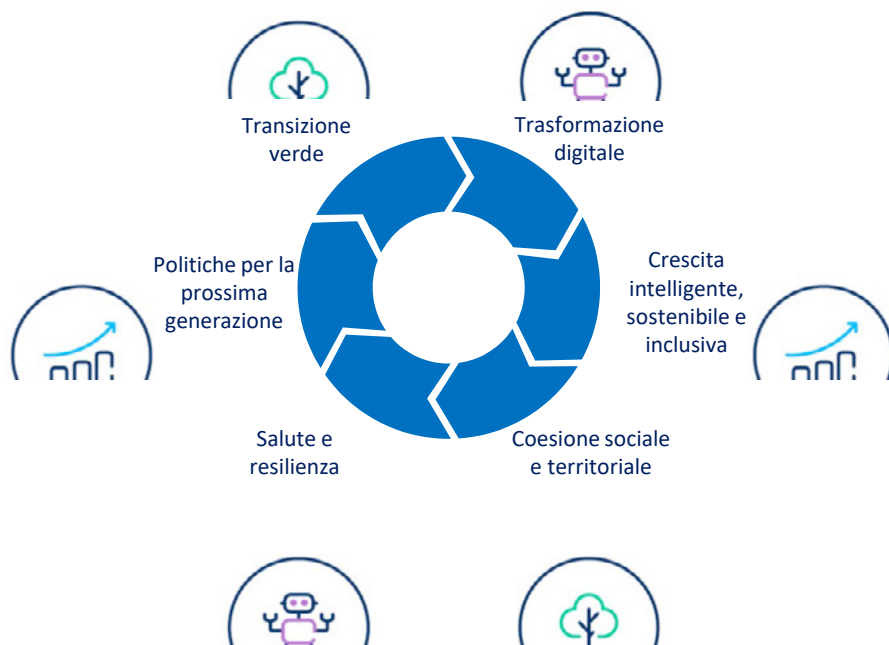 Transizione
verde
Trasformazione
digitale
Politiche per la
prossima
generazione
Crescita
intelligente,
sostenibile e
inclusiva
Salute e
resilienza
Coesione sociale
e territoriale